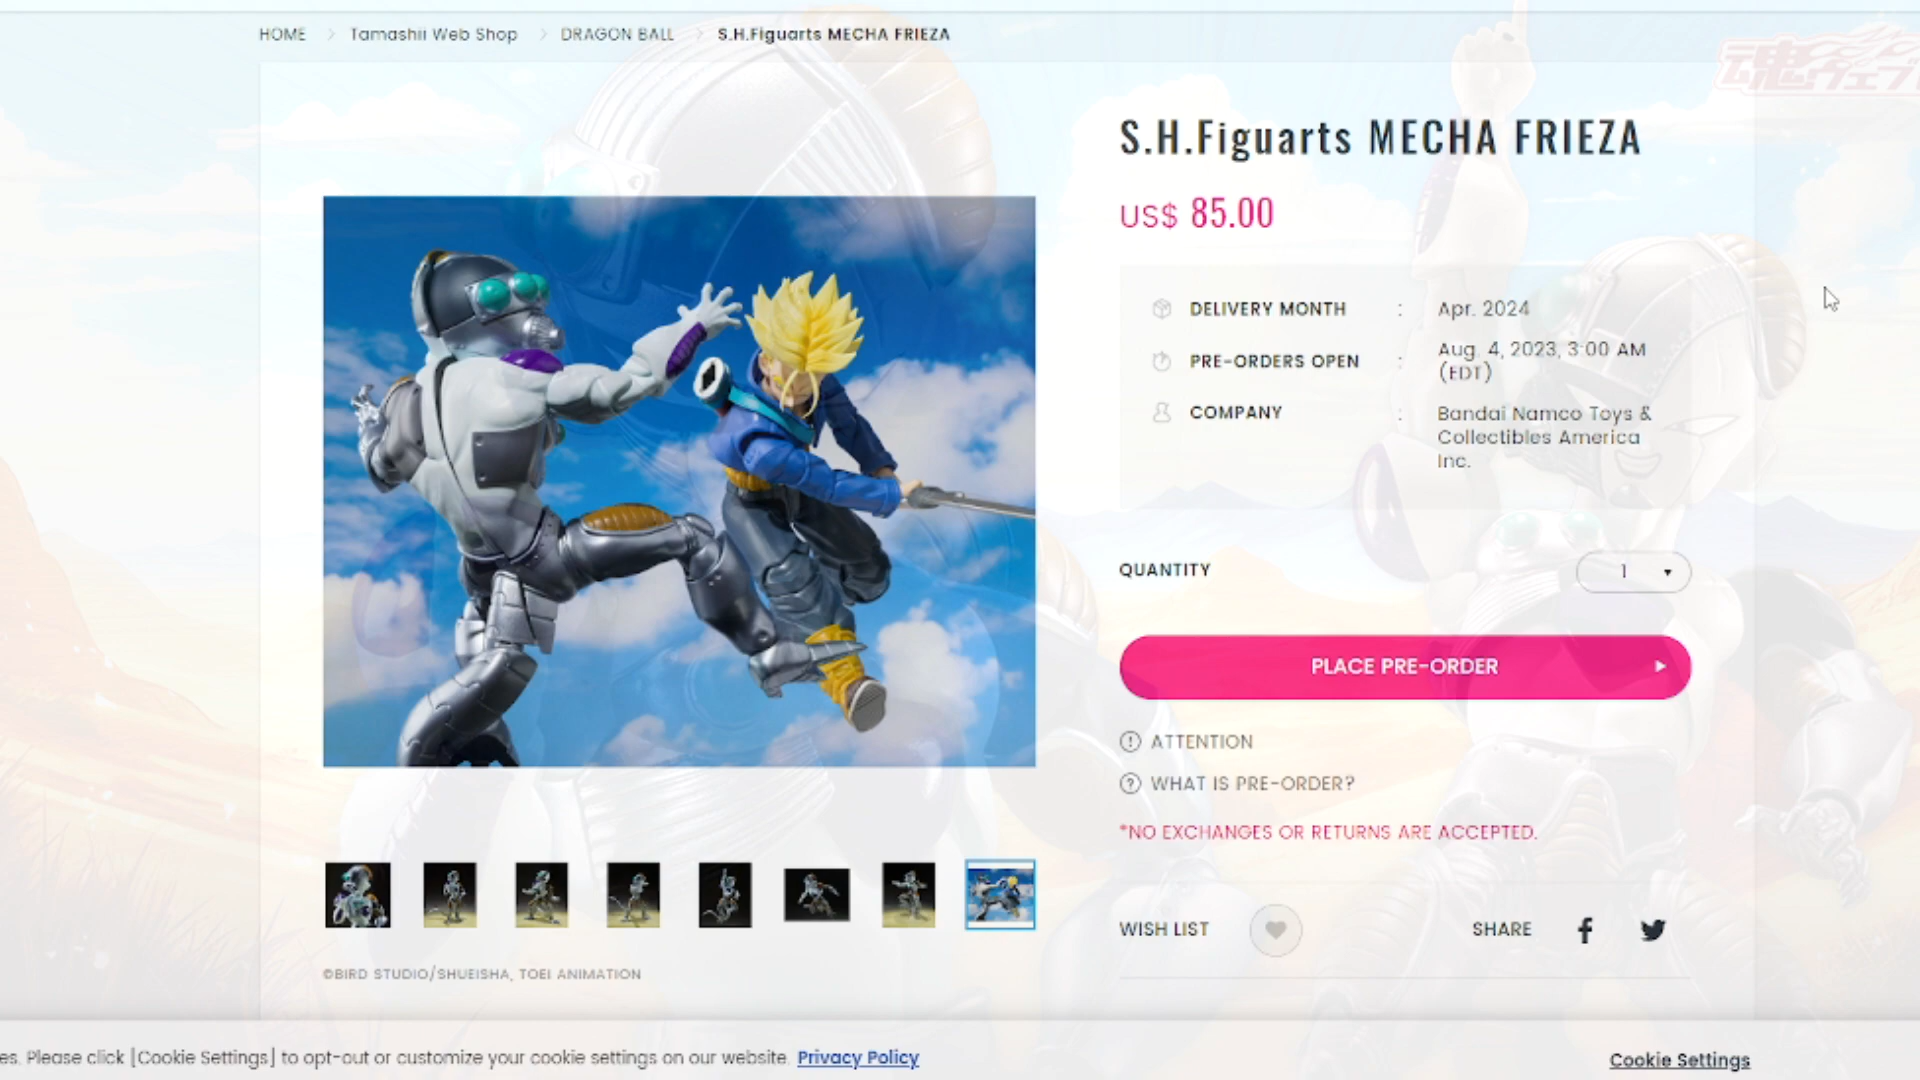 HOME > Tamashii Web Shop > DRAGON BALL > S.H.Figuarts MECHA FRIEZA
魂ウェブ
S.H.Figuarts MECHA FRIEZA
US$ 85.00
DELIVERY MONTH : Apr. 2024
PRE-ORDERS OPEN : Aug. 4, 2023, 3:00 AM
(EDT)
COMPANY : Bandai Namco Toys &
Collectibles America
Inc.
QUANTITY 1
PLACE PRE-ORDER
ATTENTION
WHAT IS PRE-ORDER?
*NO EXCHANGES OR RETURNS ARE ACCEPTED.
WISH LIST SHARE
©BIRD STUDIO/SHUEISHA, TOEI ANIMATION
es. Please click [Cookie Settings] to opt-out or customize your cookie settings on our website. Privacy Policy
Cookie Settings